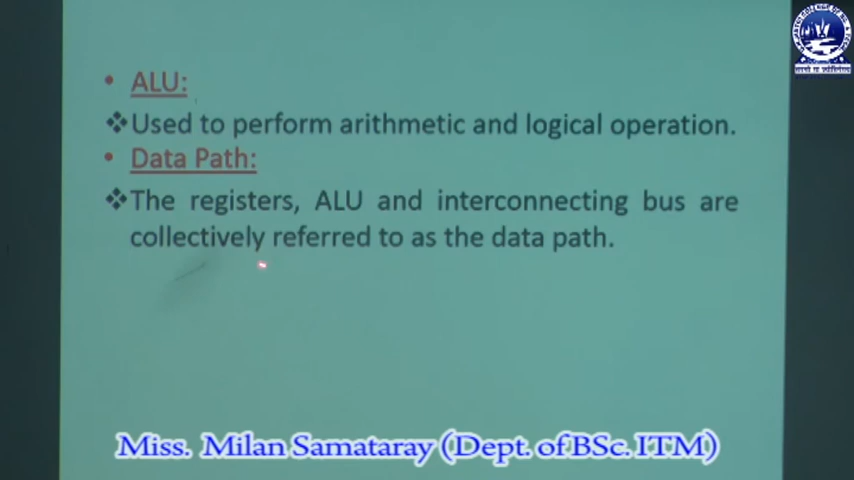 • ALU:
❖Used to perform arithmetic and logical operation.
• Data Path:
❖The registers, ALU and interconnecting bus are
collectively referred to as the data path.
Miss. Milan Samataray (Dept. of BSc. ITM)